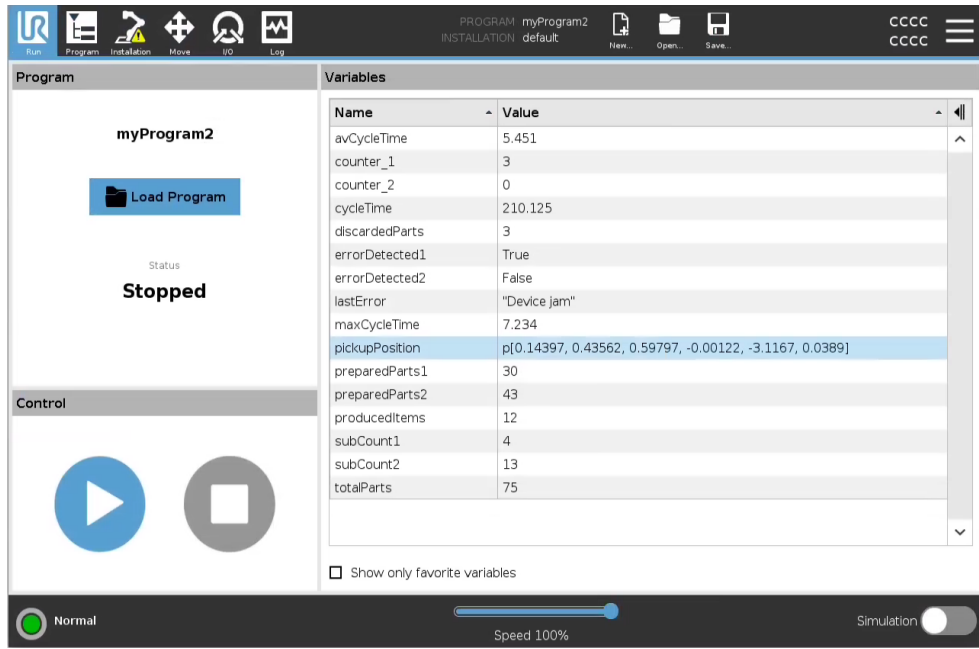 UR
PROGRAM myProgram2
INSTALLATION default
CCCC
CCCC
Run Program Installation Move I/O Log New... Open... Save...
Program
myProgram2
Load Program
Status
Stopped
Control
Variables
Name Value
avCycleTime 5.451
counter_1 3
counter_2 0
cycleTime 210.125
discardedParts 3
errorDetected1 True
errorDetected2 False
lastError "Device jam"
maxCycleTime 7.234
pickupPosition p[0.14397, 0.43562, 0.59797, -0.00122, -3.1167, 0.0389]
preparedParts1 30
preparedParts2 43
producedItems 12
subCount1 4
subCount2 13
totalParts 75
Show only favorite variables
Normal
Speed 100%
Simulation